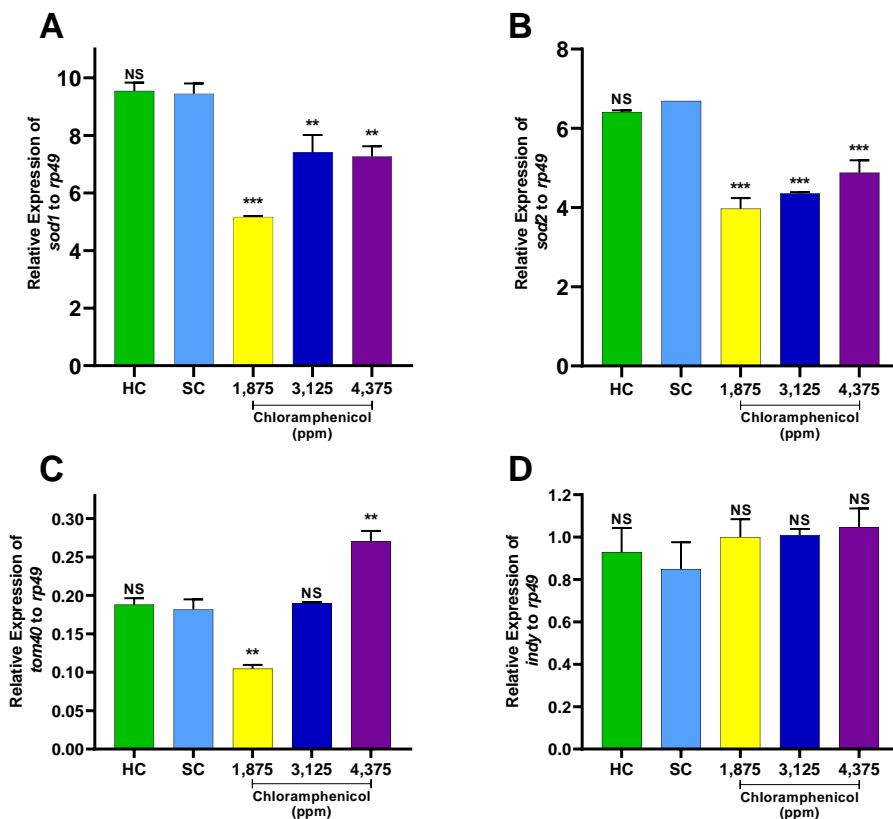 A
Relative Expression of
sod1 to rp49
10
8
6
4
2
0
NS
***
**
**
HC
SC
1,875
3,125
4,375
Chloramphenicol
(ppm)
B
Relative Expression of
sod2 to rp49
8
6
4
2
0
NS
***
***
***
HC
SC
1,875
3,125
4,375
Chloramphenicol
(ppm)
C
Relative Expression of
tom40 to rp49
0.30
0.25
0.20
0.15
0.10
0.05
0.00
NS
**
NS
**
HC
SC
1,875
3,125
4,375
Chloramphenicol
(ppm)
D
Relative Expression of
indy to rp49
1.2
1.0
0.8
0.6
0.4
0.2
0.0
NS
NS
NS
NS
HC
SC
1,875
3,125
4,375
Chloramphenicol
(ppm)